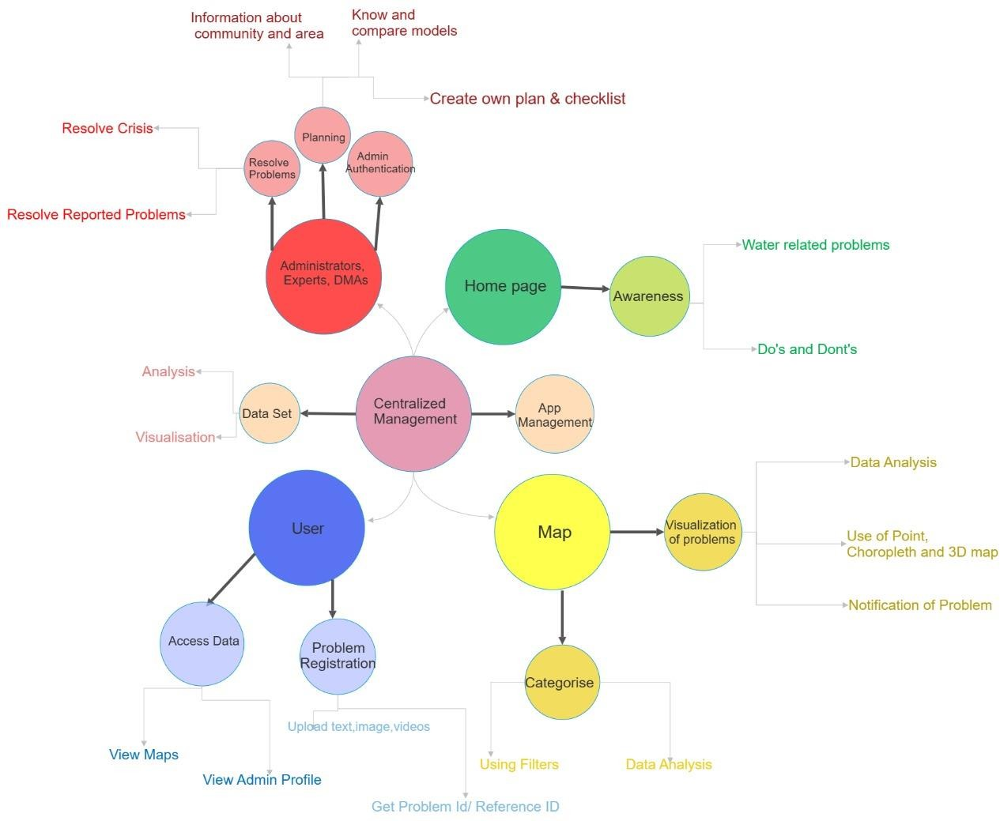 Information about
community and area
Know and
compare models
Create own plan & checklist
Resolve Crisis
Planning
Resolve
Problems
Admin
Authentication
Resolve Reported Problems
Administrators,
Experts, DMAs
Home page
Awareness
Water related problems
Do's and Dont's
Analysis
Data Set
Visualisation
Centralized
Management
App
Management
User
Map
Visualization
of problems
Data Analysis
Use of Point,
Choropleth and 3D map
Notification of Problem
Access Data
Problem
Registration
Categorise
Upload text,image,videos
View Maps
View Admin Profile
Using Filters
Data Analysis
Get Problem Id/ Reference ID